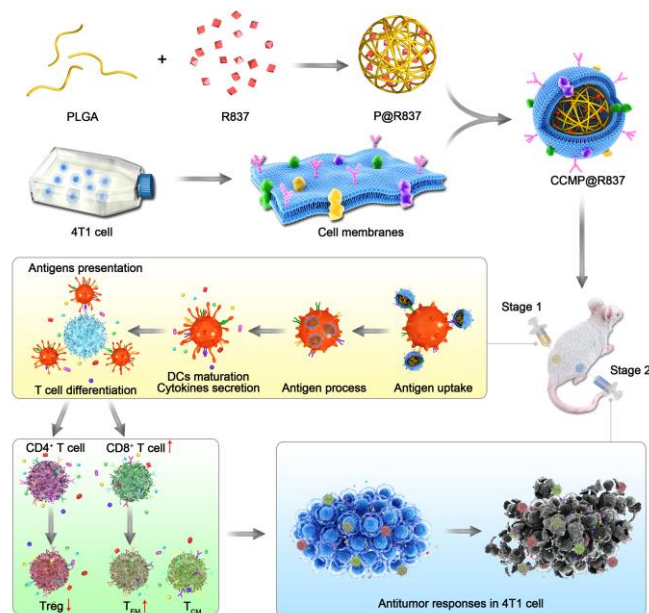 +
PLGA
R837
P@R837
CCMP@R837
4T1 cell
Cell membranes
Antigens presentation
T cell differentiation
DCs maturation
Cytokines secretion
Antigen process
Antigen uptake
Stage 1
Stage 2
CD4⁺ T cell
CD8⁺ T cell ↑
Treg ↓
T_EM ↑
T_CM
Antitumor responses in 4T1 cell